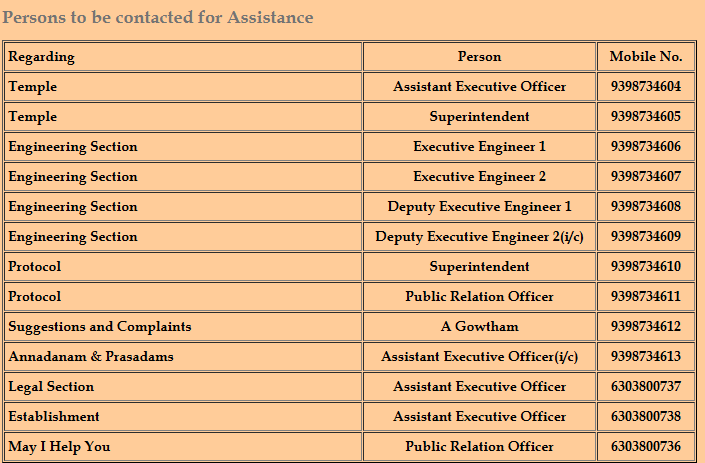 Persons to be contacted for Assistance
Regarding Person Mobile No.
Temple Assistant Executive Officer 9398734604
Temple Superintendent 9398734605
Engineering Section Executive Engineer 1 9398734606
Engineering Section Executive Engineer 2 9398734607
Engineering Section Deputy Executive Engineer 1 9398734608
Engineering Section Deputy Executive Engineer 2(i/c) 9398734609
Protocol Superintendent 9398734610
Protocol Public Relation Officer 9398734611
Suggestions and Complaints A Gowtham 9398734612
Annadanam & Prasadams Assistant Executive Officer(i/c) 9398734613
Legal Section Assistant Executive Officer 6303800737
Establishment Assistant Executive Officer 6303800738
May I Help You Public Relation Officer 6303800736